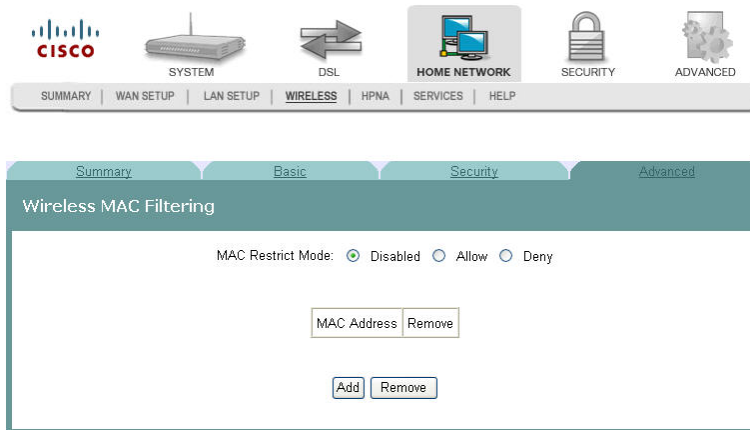 CISCO
SYSTEM DSL HOME NETWORK SECURITY ADVANCED
SUMMARY | WAN SETUP | LAN SETUP | WIRELESS | HPNA | SERVICES | HELP
Summary Basic Security Advanced
Wireless MAC Filtering
MAC Restrict Mode: Disabled Allow Deny
MAC Address Remove
Add Remove